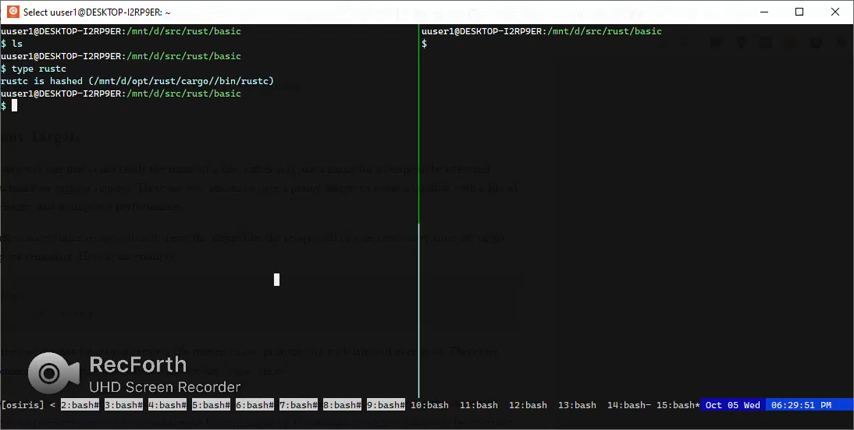 Select uuser1@DESKTOP-I2RP9ER: ~
uuser1@DESKTOP-I2RP9ER:/mnt/d/src/rust/basic
$ ls
uuser1@DESKTOP-I2RP9ER:/mnt/d/src/rust/basic
$ type rustc
rustc is hashed (/mnt/d/opt/rust/cargo//bin/rustc)
uuser1@DESKTOP-I2RP9ER:/mnt/d/src/rust/basic
$
uuser1@DESKTOP-I2RP9ER:/mnt/d/src/rust/basic
$
RecForth
UHD Screen Recorder
[osiris] < 2:bash# 3:bash# 4:bash# 5:bash# 6:bash# 7:bash# 8:bash# 9:bash# 10:bash 11:bash 12:bash 13:bash 14:bash- 15:bash* Oct 05 Wed 06:29:51 PM